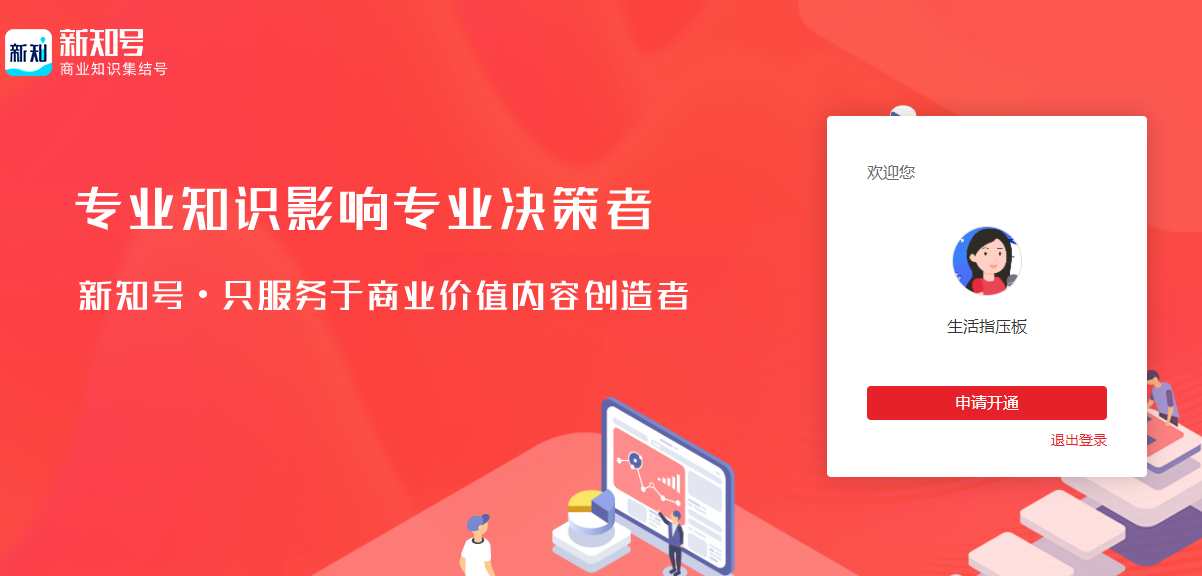 新知
新知号
商业知识集结号
专业知识影响专业决策者
新知号·只服务于商业价值内容创造者
欢迎您
生活指压板
申请开通
退出登录